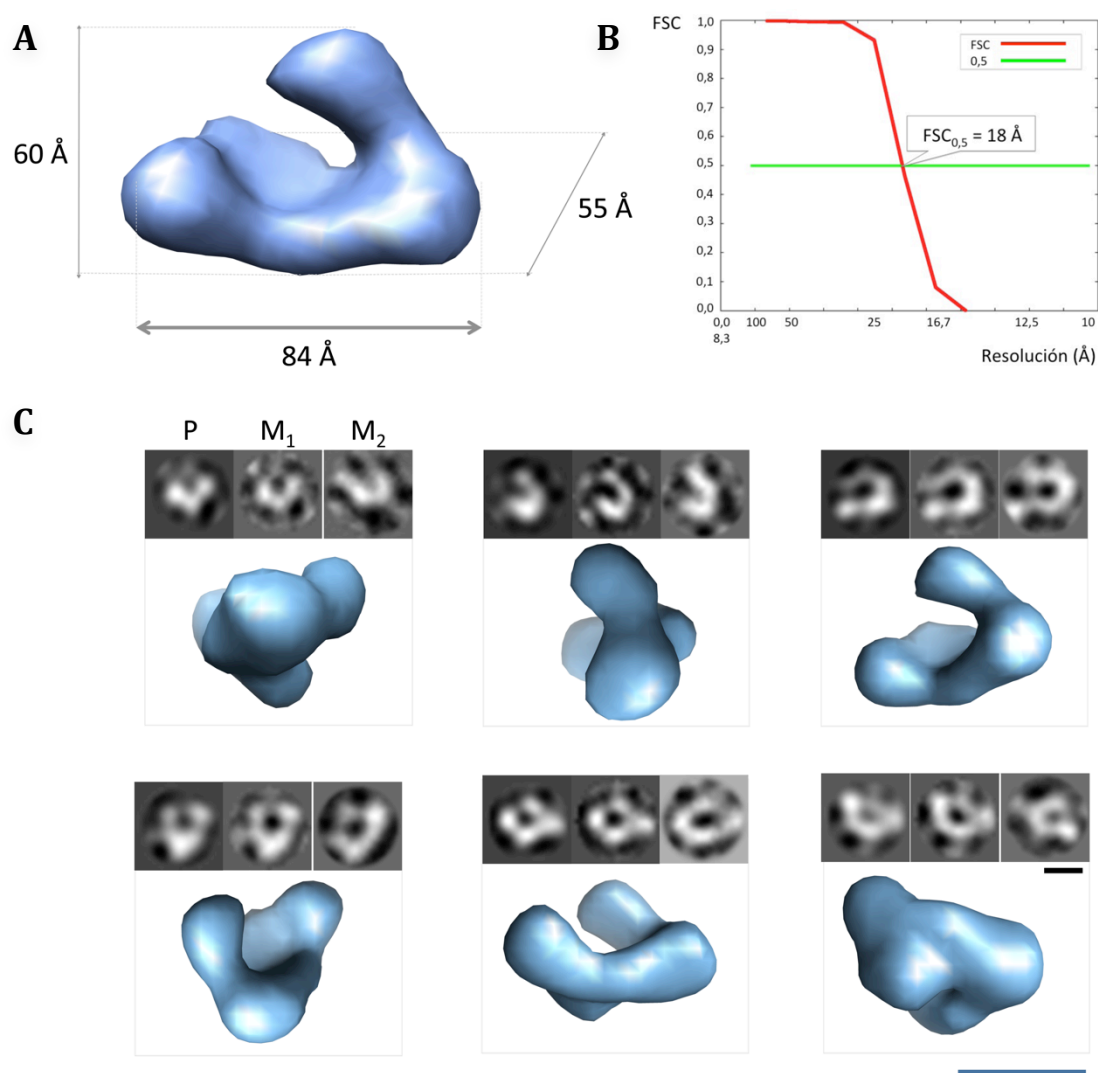 A
60 Å
55 Å
84 Å
B
FSC
1,0
0,9
0,8
0,7
0,6
0,5
0,4
0,3
0,2
0,1
0,0
FSC
0,5
FSC0,5 = 18 Å
0,0 100 50 25 16,7 12,5 10
8,3
Resolución (Å)
C
P M1 M2